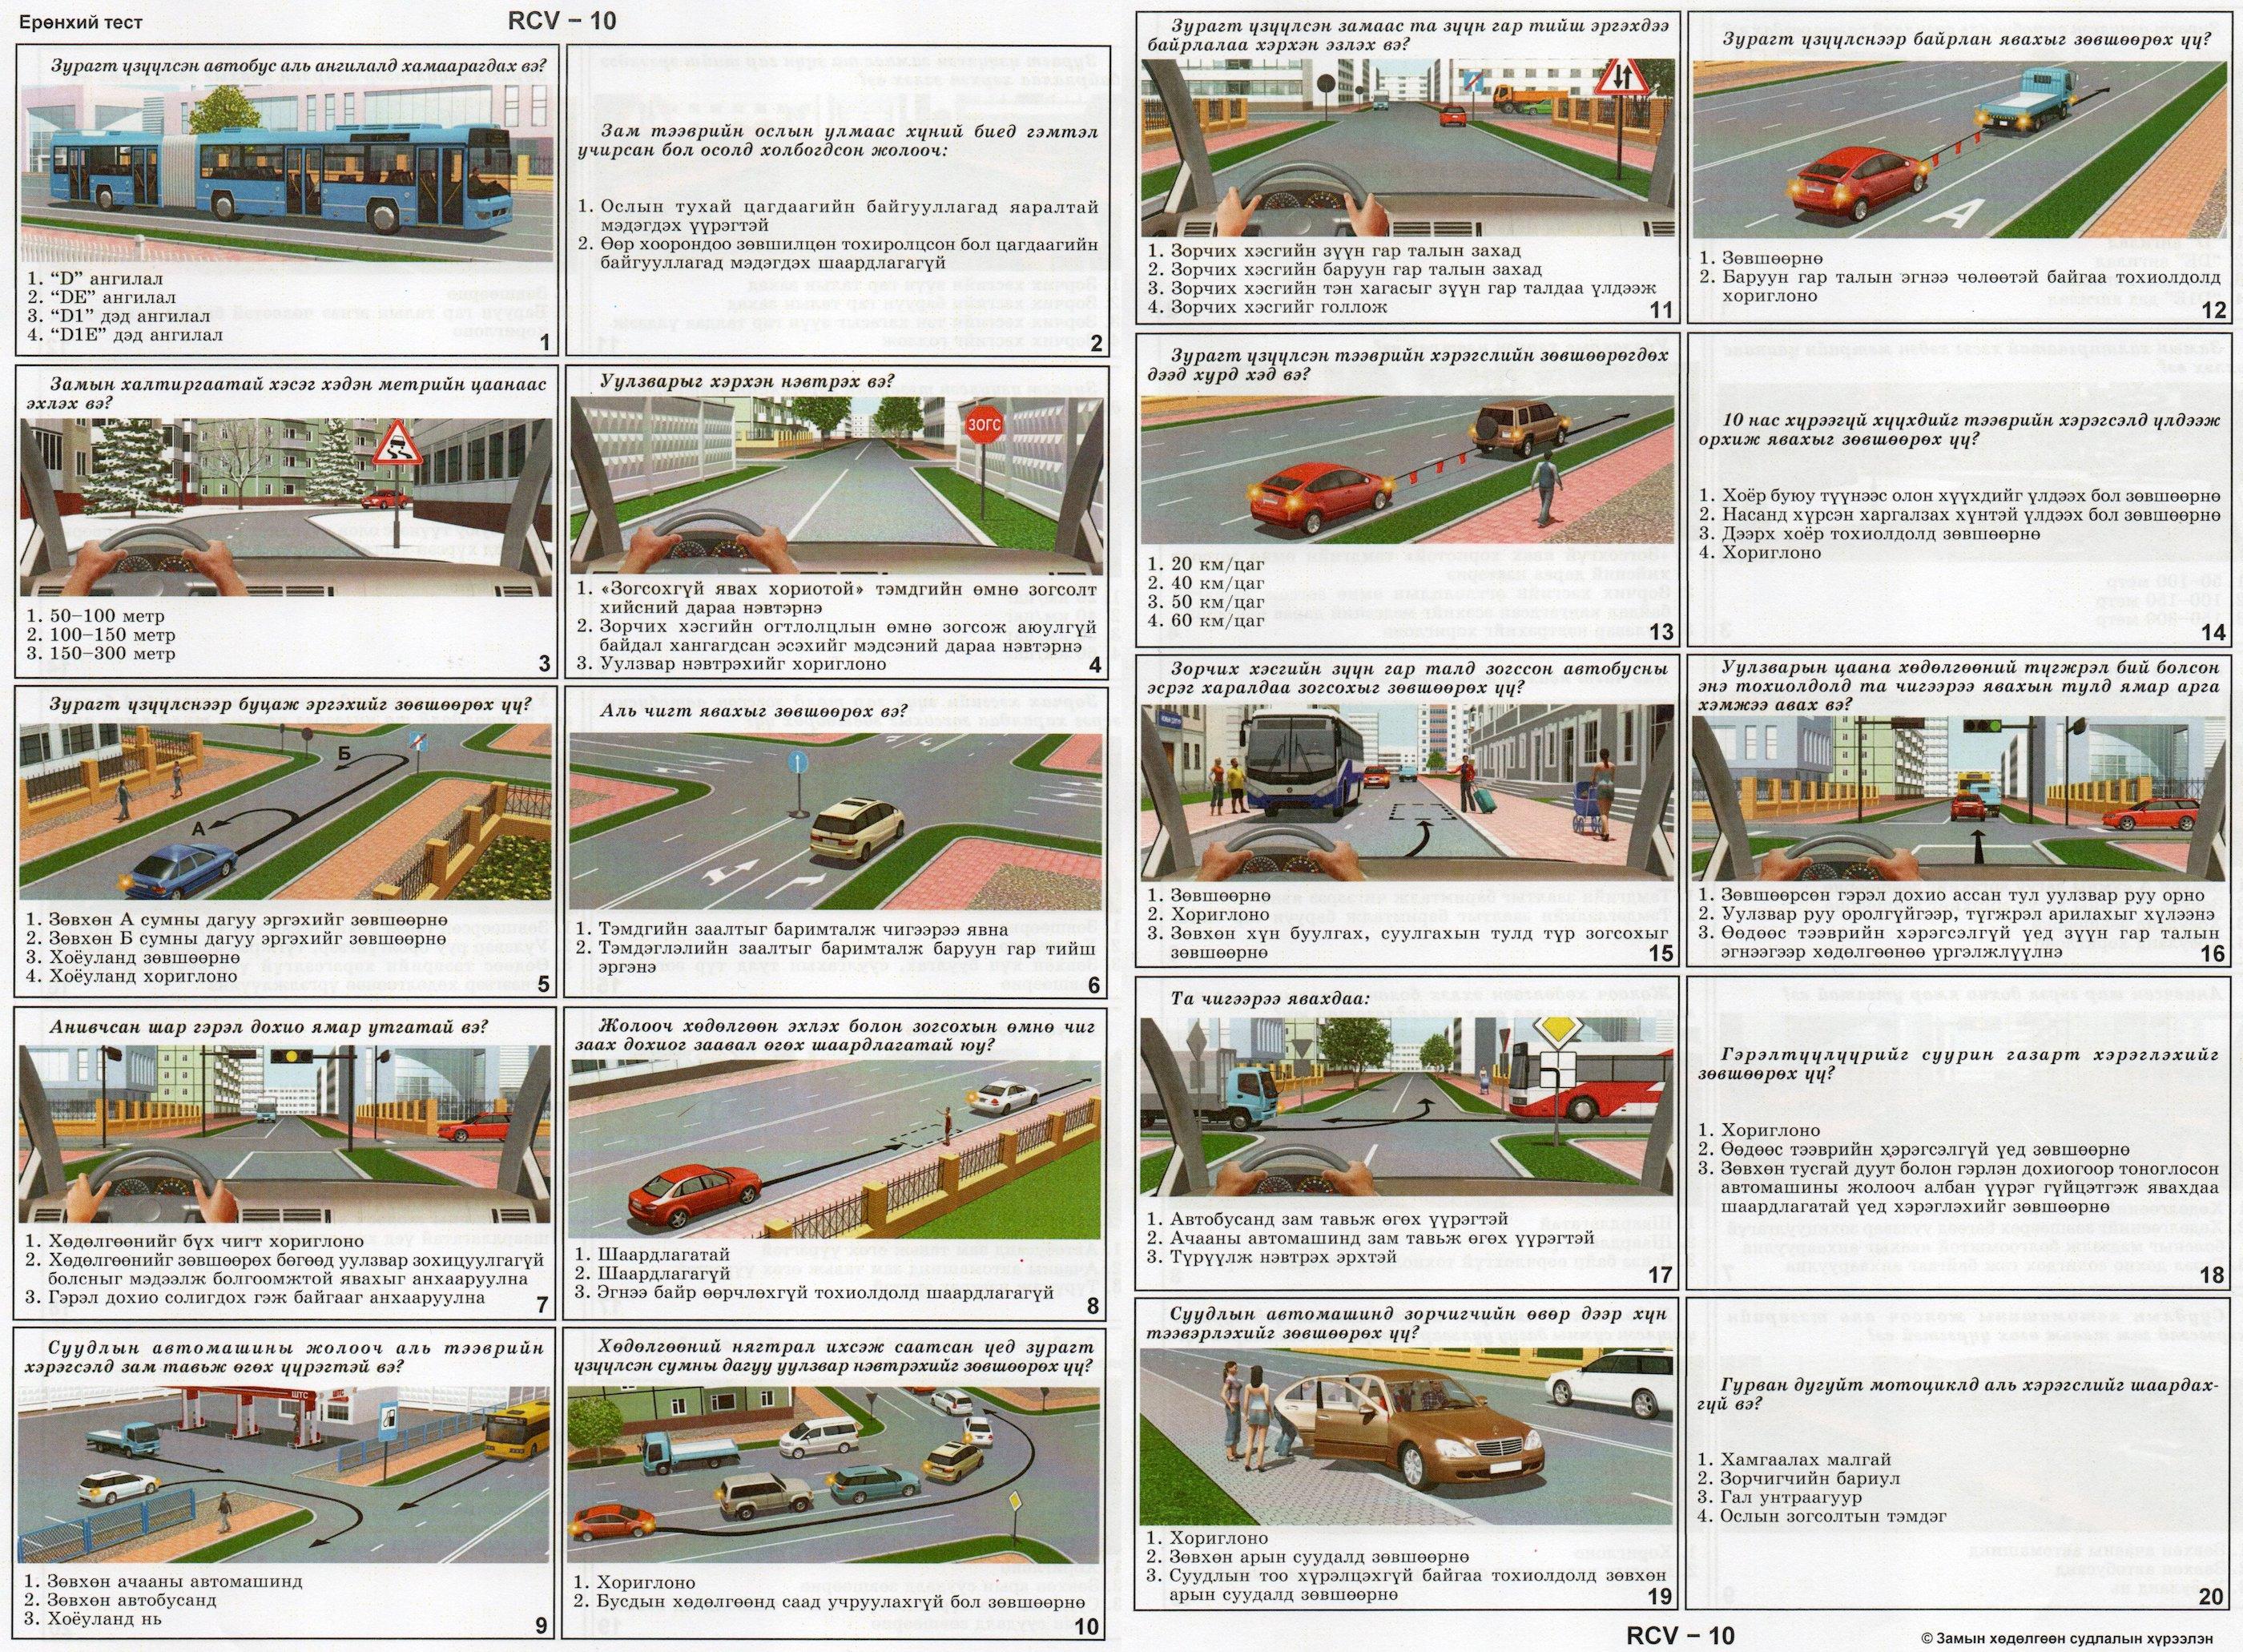 Ерөнхий тест
RCV – 10
Зурагт үзүүлсэн автобус аль ангилалд хамаарагдах вэ?
1. “D” ангилал
2. “DE” ангилал
3. “D1” дэд ангилал
4. “D1E” дэд ангилал
1
Зам тээврийн ослын улмаас хүний биед гэмтэл
учирсан бол осолд холбогдсон жолооч:
1. Ослын тухай цагдаагийн байгууллагад яаралтай
мэдэгдэх үүрэгтэй
2. Өөр хоорондоо зөвшилцөн тохиролцсон бол цагдаагийн
байгууллагад мэдэгдэх шаардлагагүй
2
Замын халтиргаатай хэсэг хэдэн метрийн цаанаас
эхлэх вэ?
1. 50–100 метр
2. 100–150 метр
3. 150–300 метр
3
Уулзварыг хэрхэн нэвтрэх вэ?
ЗОГС
1. «Зогсохгүй явах хориотой» тэмдгийн өмнө зогсолт
хийсний дараа нэвтэрнэ
2. Зорчих хэсгийн огтлолцлын өмнө зогсож аюулгүй
байдал хангагдсан эсэхийг мэдсэний дараа нэвтэрнэ
3. Уулзвар нэвтрэхийг хориглоно
4
Зурагт үзүүлснээр буцаж эргэхийг зөвшөөрөх үү?
Б
А
1. Зөвхөн А сумны дагуу эргэхийг зөвшөөрнө
2. Зөвхөн Б сумны дагуу эргэхийг зөвшөөрнө
3. Хоёуланд зөвшөөрнө
4. Хоёуланд хориглоно
5
Аль чигт явахыг зөвшөөрөх вэ?
1. Тэмдгийн заалтыг баримталж чигээрээ явна
2. Тэмдэглэлийн заалтыг баримталж баруун гар тийш
эргэнэ
6
Анивчсан шар гэрэл дохио ямар утгатай вэ?
1. Хөдөлгөөнийг бүх чигт хориглоно
2. Хөдөлгөөнийг зөвшөөрөх бөгөөд уулзвар зохицуулгагүй
болсныг мэдээлж болгоомжтой явахыг анхааруулна
3. Гэрэл дохио солигдох гэж байгааг анхааруулна
7
Жолооч хөдөлгөөн эхлэх болон зогсохын өмнө чиг
заах дохиог заавал өгөх шаардлагатай юу?
1. Шаардлагатай
2. Шаардлагагүй
3. Эгнээ байр өөрчлөхгүй тохиолдолд шаардлагагүй
8
Суудлын автомашины жолооч аль тээврийн
хэрэгсэлд зам тавьж өгөх үүрэгтэй вэ?
ШТС
ШТС
1. Зөвхөн ачааны автомашинд
2. Зөвхөн автобусанд
3. Хоёуланд нь
9
Хөдөлгөөний нягтрал ихсэж саатсан үед зурагт
үзүүлсэн сумны дагуу уулзвар нэвтрэхийг зөвшөөрөх үү?
1. Хориглоно
2. Бусдын хөдөлгөөнд саад учруулахгүй бол зөвшөөрнө
10
Зурагт үзүүлсэн замаас та зүүн гар тийш эргэхдээ
байрлалаа хэрхэн эзлэх вэ?
1. Зорчих хэсгийн зүүн гар талын захад
2. Зорчих хэсгийн баруун гар талын захад
3. Зорчих хэсгийн тэн хагасыг зүүн гар талдаа үлдээж
4. Зорчих хэсгийг голлож
11
Зурагт үзүүлснээр байрлан явахыг зөвшөөрөх үү?
А
1. Зөвшөөрнө
2. Баруун гар талын эгнээ чөлөөтэй байгаа тохиолдолд
хориглоно
12
Зурагт үзүүлсэн тээврийн хэрэгслийн зөвшөөрөгдөх
дээд хурд хэд вэ?
1. 20 км/цаг
2. 40 км/цаг
3. 50 км/цаг
4. 60 км/цаг
13
10 нас хүрээгүй хүүхдийг тээврийн хэрэгсэлд үлдээж
орхиж явахыг зөвшөөрөх үү?
1. Хоёр буюу түүнээс олон хүүхдийг үлдээх бол зөвшөөрнө
2. Насанд хүрсэн харгалзах хүнтэй үлдээх бол зөвшөөрнө
3. Дээрх хоёр тохиолдолд зөвшөөрнө
4. Хориглоно
14
Зорчих хэсгийн зүүн гар талд зогссон автобусны
эсрэг харалдаа зогсохыг зөвшөөрөх үү?
1. Зөвшөөрнө
2. Хориглоно
3. Зөвхөн хүн буулгах, суулгахын тулд түр зогсохыг
зөвшөөрнө
15
Уулзварын цаана хөдөлгөөний түгжрэл бий болсон
энэ тохиолдолд та чигээрээ явахын тулд ямар арга
хэмжээ авах вэ?
1. Зөвшөөрсөн гэрэл дохио ассан тул уулзвар руу орно
2. Уулзвар руу оролгүйгээр, түгжрэл арилахыг хүлээнэ
3. Өөдөөс тээврийн хэрэгсэлгүй үед зүүн гар талын
эгнээгээр хөдөлгөөнөө үргэлжлүүлнэ
16
Та чигээрээ явахдаа:
1. Автобусанд зам тавьж өгөх үүрэгтэй
2. Ачааны автомашинд зам тавьж өгөх үүрэгтэй
3. Түрүүлж нэвтрэх эрхтэй
17
Гэрэлтүүлүүрийг суурин газарт хэрэглэхийг
зөвшөөрөх үү?
1. Хориглоно
2. Өөдөөс тээврийн хэрэгсэлгүй үед зөвшөөрнө
3. Зөвхөн тусгай дуут болон гэрлэн дохиогоор тоноглосон
автомашины жолооч албан үүрэг гүйцэтгэж явахдаа
шаардлагатай үед хэрэглэхийг зөвшөөрнө
18
Суудлын автомашинд зорчигчийн өвөр дээр хүн
тээвэрлэхийг зөвшөөрөх үү?
1. Хориглоно
2. Зөвхөн арын суудалд зөвшөөрнө
3. Суудлын тоо хүрэлцэхгүй байгаа тохиолдолд зөвхөн
арын суудалд зөвшөөрнө
19
Гурван дугуйт мотоциклд аль хэрэгслийг шаардах-
гүй вэ?
1. Хамгаалах малгай
2. Зорчигчийн бариул
3. Гал унтраагуур
4. Ослын зогсолтын тэмдэг
20
RCV – 10
© Замын хөдөлгөөн судлалын хүрээлэн